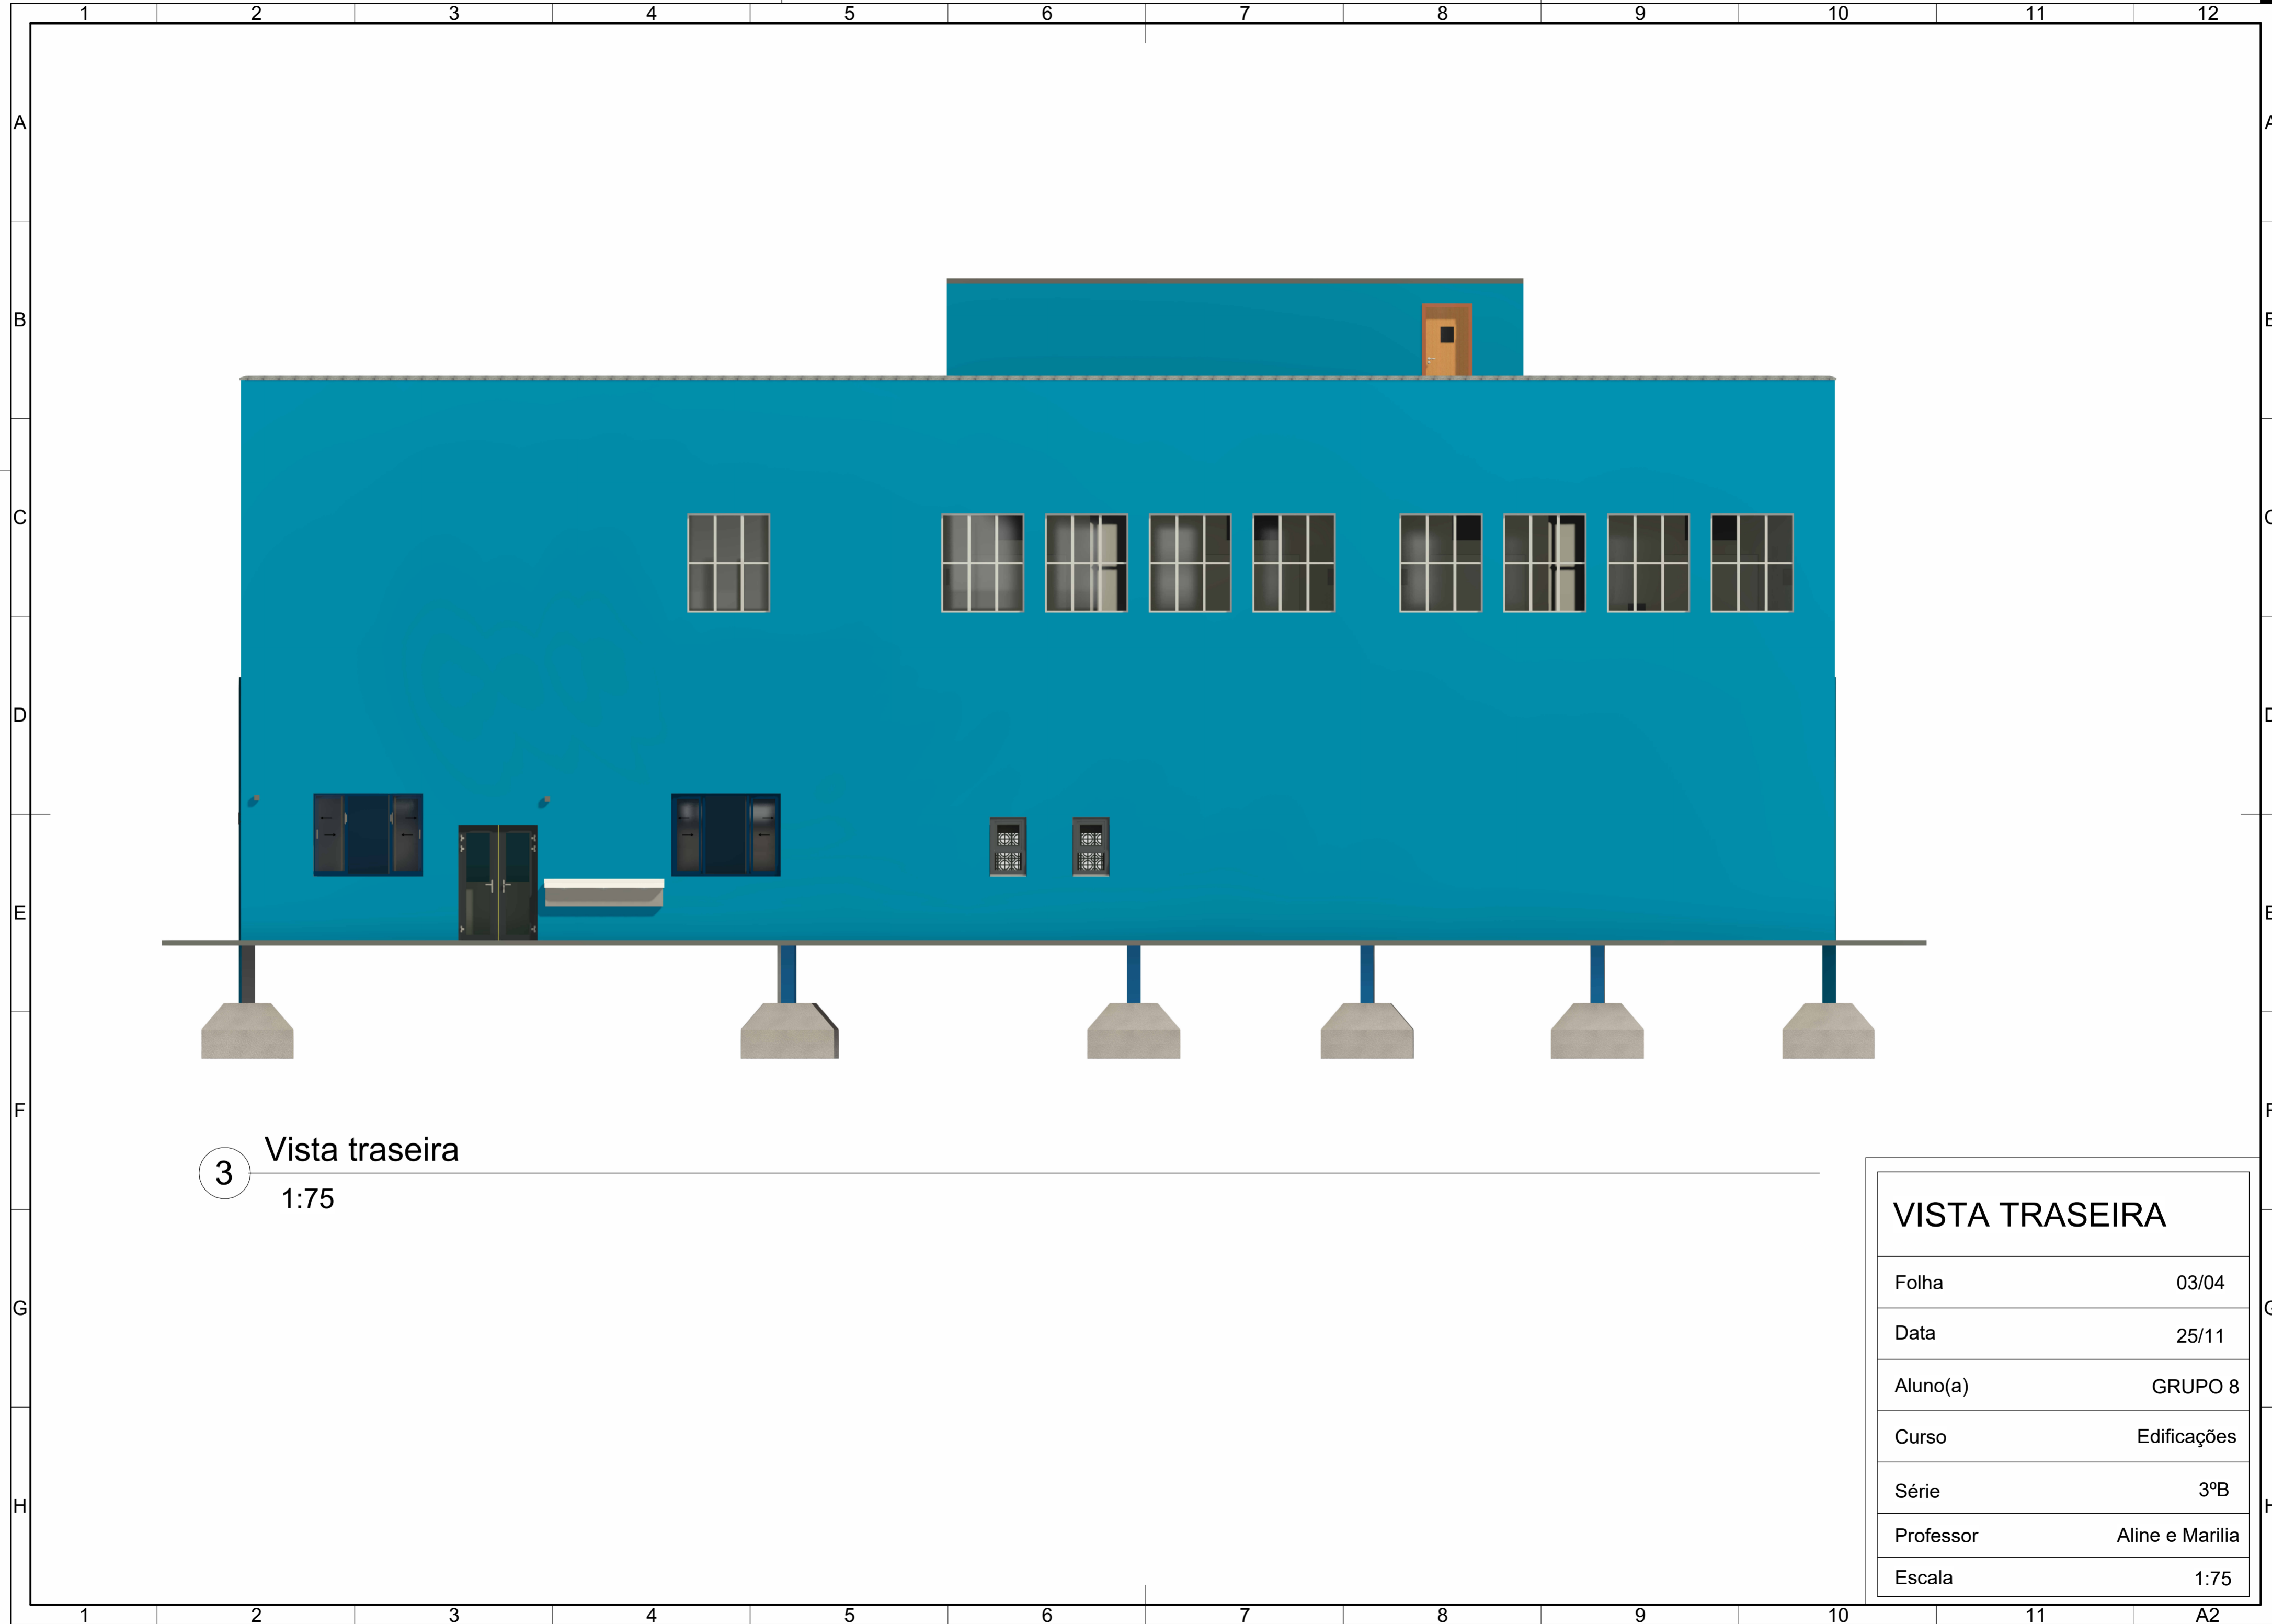 1 2 3 4 5 6 7 8 9 10 11 12
A A
B B
C C
D D
E E
F F
G G
H H
3
Vista traseira
1:75
VISTA TRASEIRA
Folha 03/04
Data 25/11
Aluno(a) GRUPO 8
Curso Edificações
Série 3ºB
Professor Aline e Marilia
Escala 1:75
1 2 3 4 5 6 7 8 9 10 11 A2